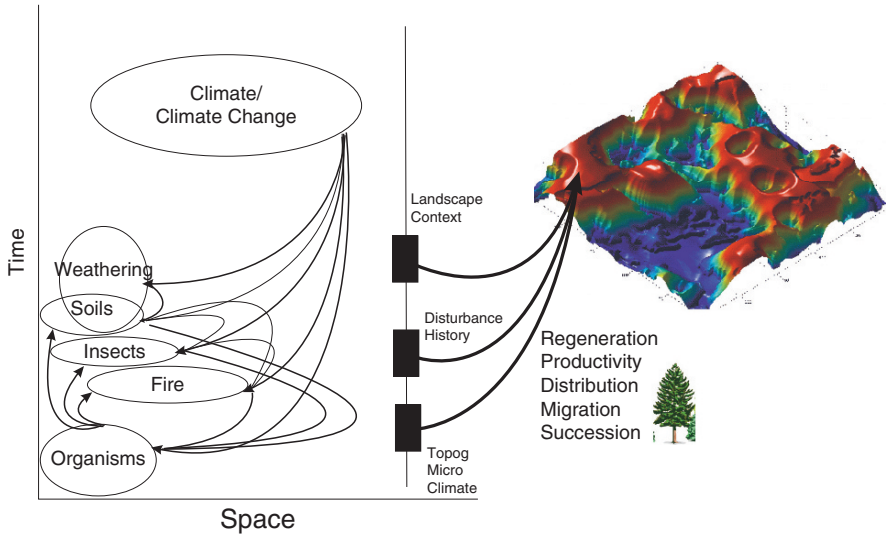 Climate/
Climate Change
Time
Weathering
Soils
Insects
Fire
Organisms
Space
Landscape
Context
Disturbance
History
Topog
Micro
Climate
Regeneration
Productivity
Distribution
Migration
Succession